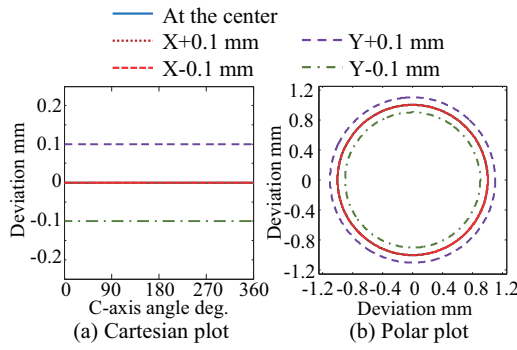 At the center
X+0.1 mm
Y+0.1 mm
X-0.1 mm
Y-0.1 mm
Deviation mm
0.2
0.1
0
-0.1
-0.2
0 90 180 270 360
C-axis angle deg.
(a) Cartesian plot
Deviation mm
1.2
0.8
0.4
0
-0.4
-0.8
-1.2
-1.2 -0.8 -0.4 0 0.4 0.8 1.2
Deviation mm
(b) Polar plot